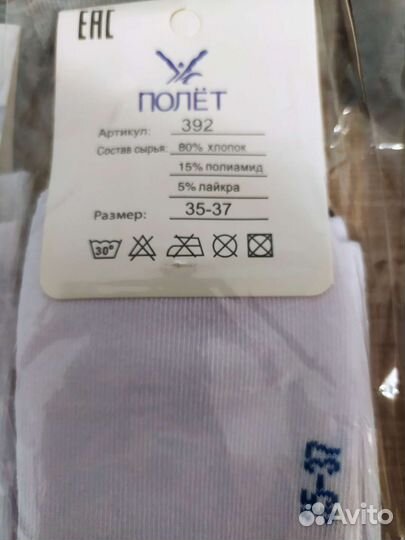 EAC
ПОЛЁТ
Артикул: 392
Состав сырья: 80% хлопок
15% полиамид
5% лайкра
Размер: 35-37
30°
35-37
Avito